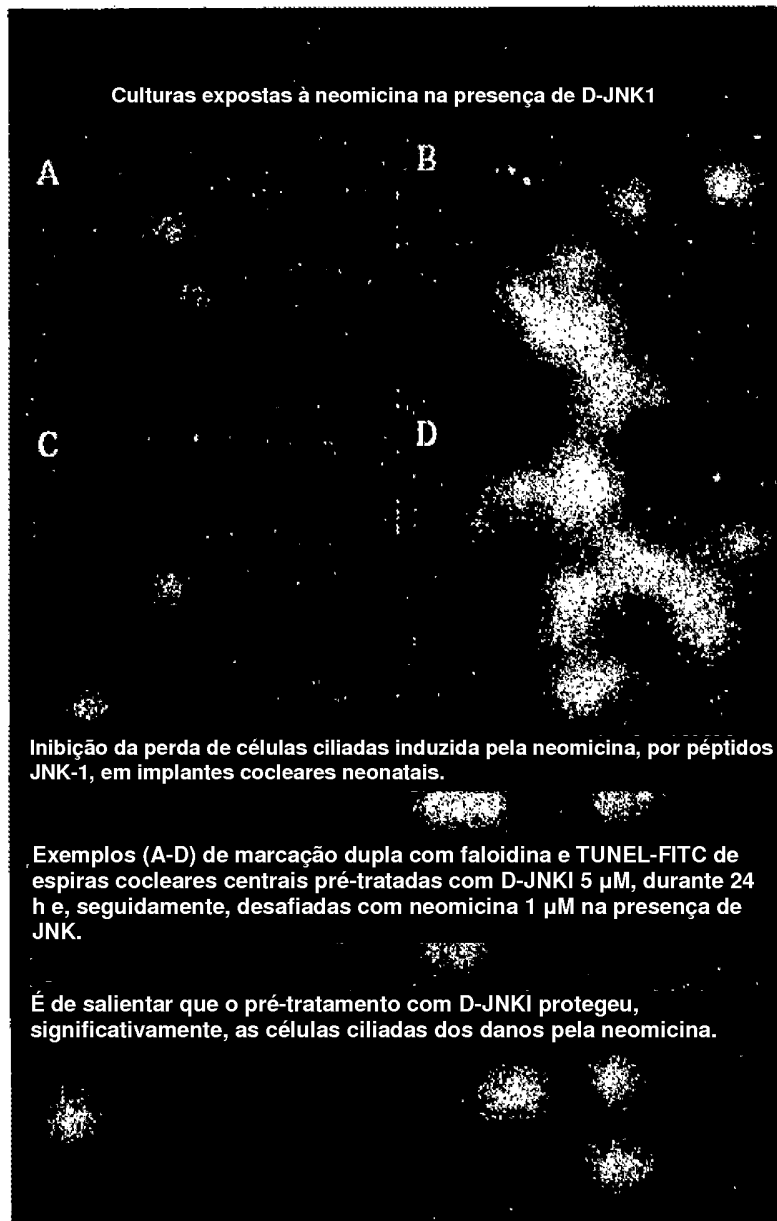 Culturas expostas à neomicina na presença de D-JNK1
A
B
C
D
Inibição da perda de células ciliadas induzida pela neomicina, por péptidos
JNK-1, em implantes cocleares neonatais.
Exemplos (A-D) de marcação dupla com faloidina e TUNEL-FITC de
espiras cocleares centrais pré-tratadas com D-JNKI 5 µM, durante 24
h e, seguidamente, desafiadas com neomicina 1 µM na presença de
JNK.
É de salientar que o pré-tratamento com D-JNKI protegeu,
significativamente, as células ciliadas dos danos pela neomicina.